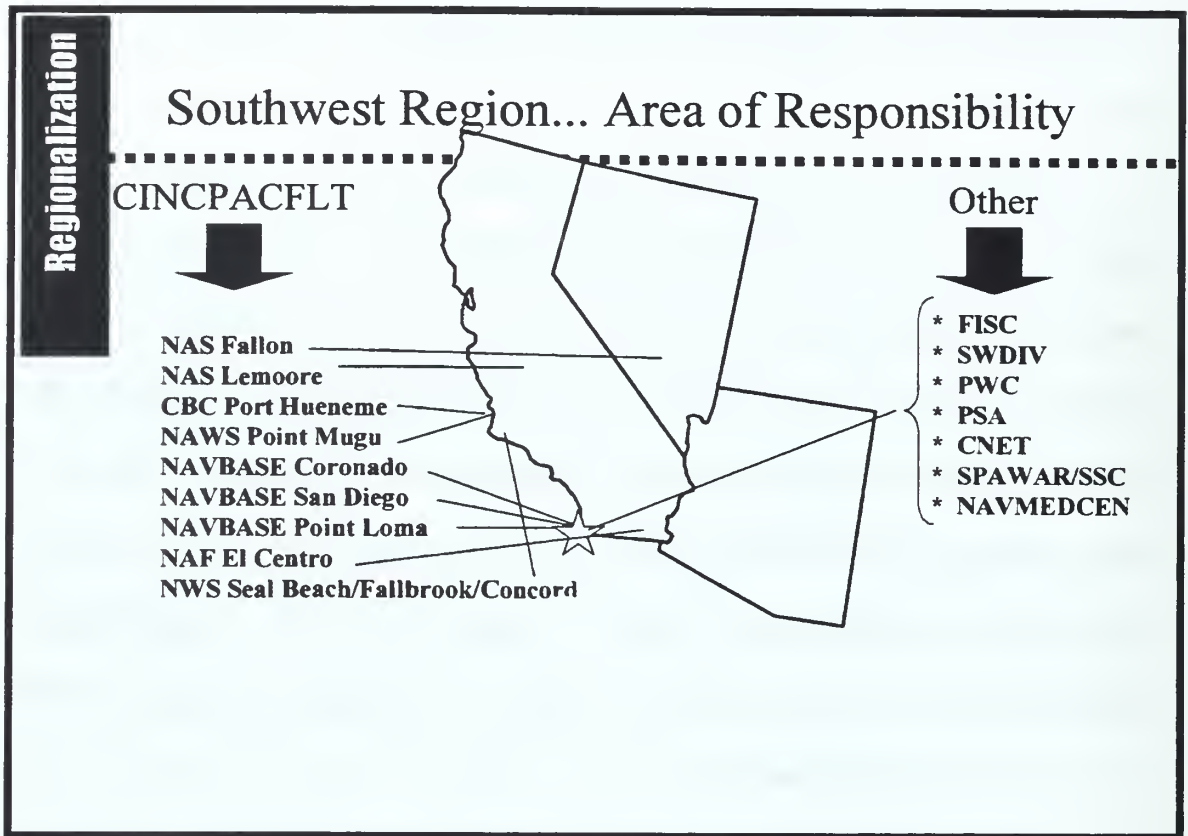 Regionalization
Southwest Region... Area of Responsibility
CINCPACFLT
NAS Fallon
NAS Lemoore
CBC Port Hueneme
NAWS Point Mugu
NAVBASE Coronado
NAVBASE San Diego
NAVBASE Point Loma
NAF El Centro
NWS Seal Beach/Fallbrook/Concord
Other
* FISC
* SWDIV
* PWC
* PSA
* CNET
* SPAWAR/SSC
* NAVMEDCEN